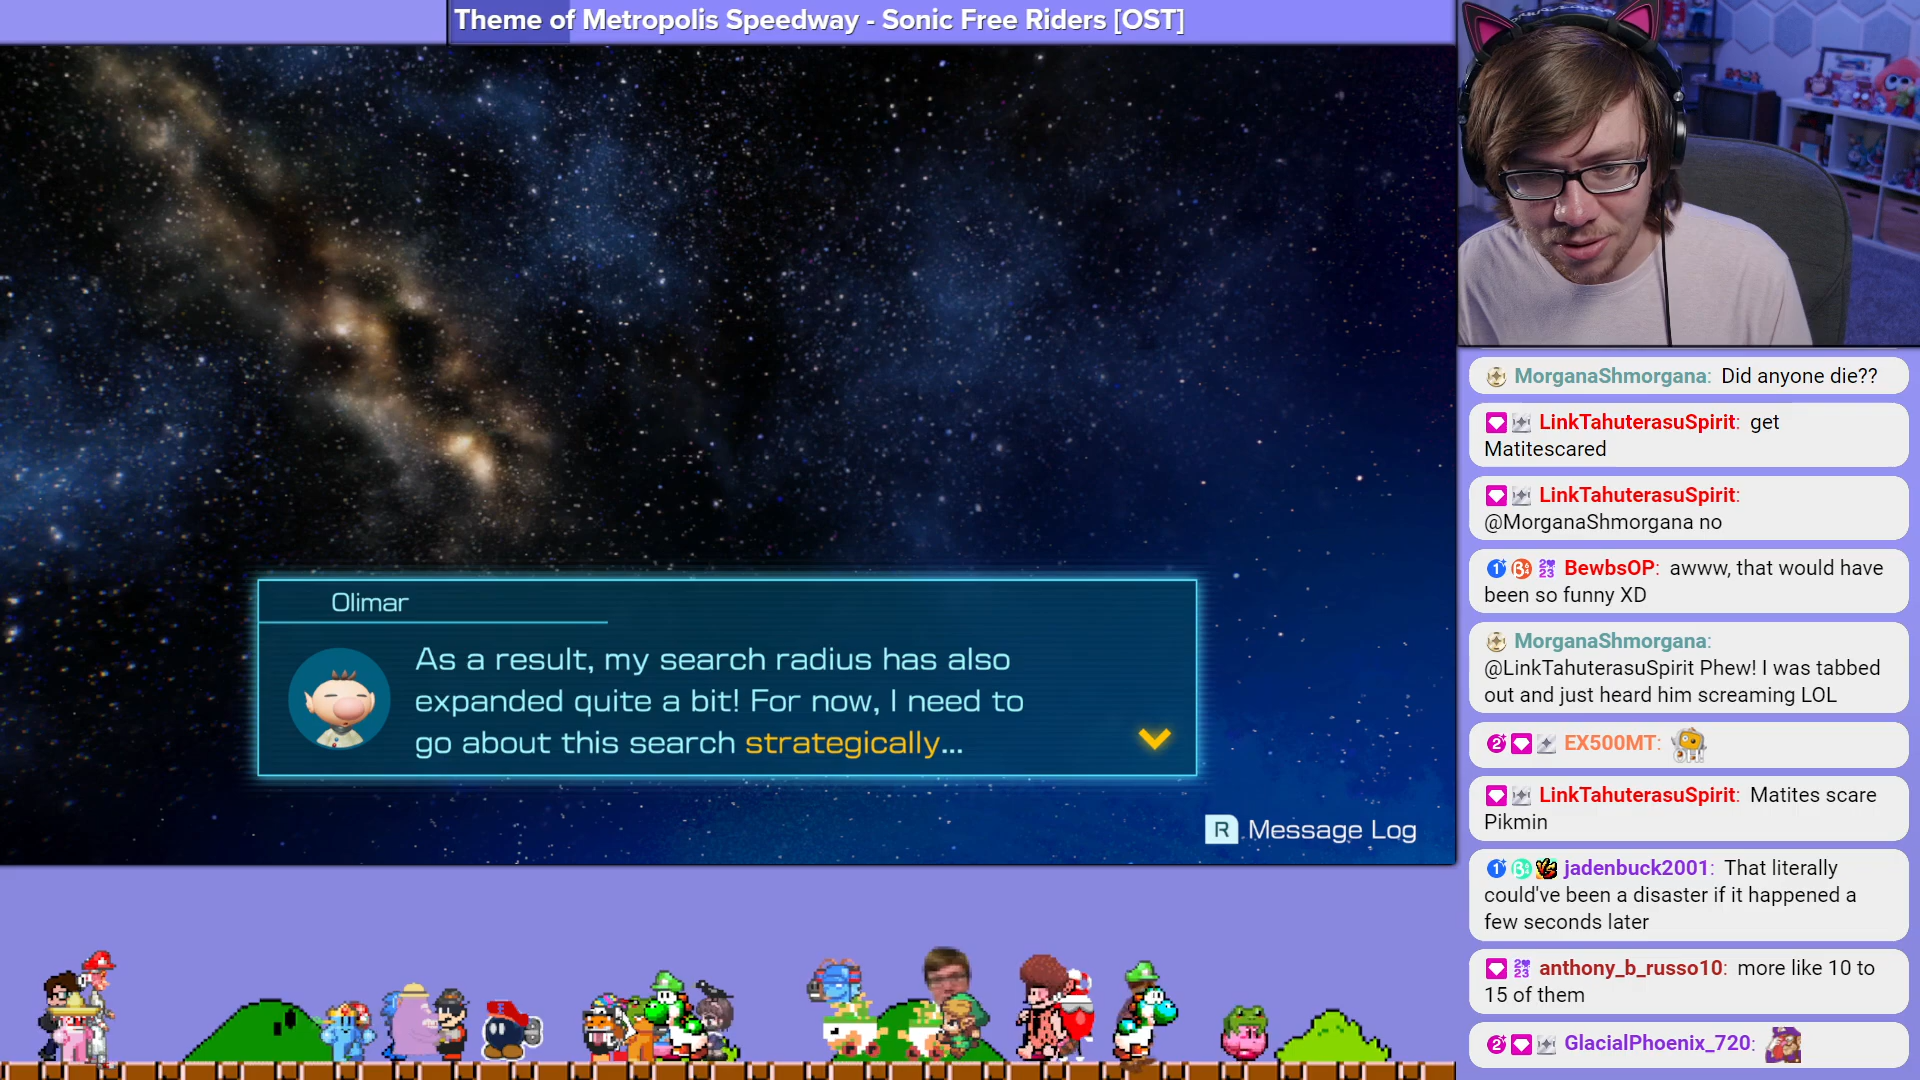 Theme of Metropolis Speedway - Sonic Free Riders [OST]
Olimar
As a result, my search radius has also
expanded quite a bit! For now, I need to
go about this search strategically...
R Message Log
MorganaShmorgana: Did anyone die??
LinkTahuterasuSpirit: get
Matitescared
LinkTahuterasuSpirit:
@MorganaShmorgana no
BewbsOP: awww, that would have
been so funny XD
MorganaShmorgana:
@LinkTahuterasuSpirit Phew! I was tabbed
out and just heard him screaming LOL
EX500MT:
LinkTahuterasuSpirit: Matites scare
Pikmin
jadenbuck2001: That literally
could've been a disaster if it happened a
few seconds later
anthony_b_russo10: more like 10 to
15 of them
GlacialPhoenix_720: